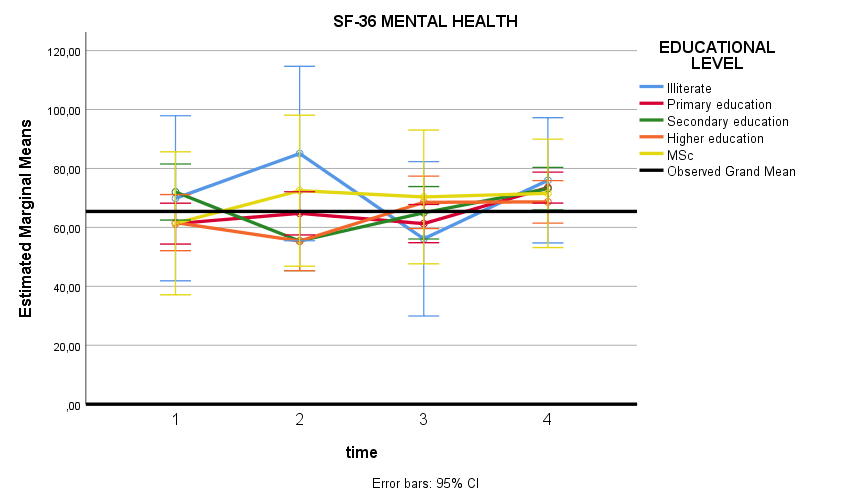 SF-36 MENTAL HEALTH
EDUCATIONAL
LEVEL
Illiterate
Primary education
Secondary education
Higher education
MSc
Observed Grand Mean
Estimated Marginal Means
120,00
100,00
80,00
60,00
40,00
20,00
,00
1 2 3 4
time
Error bars: 95% CI